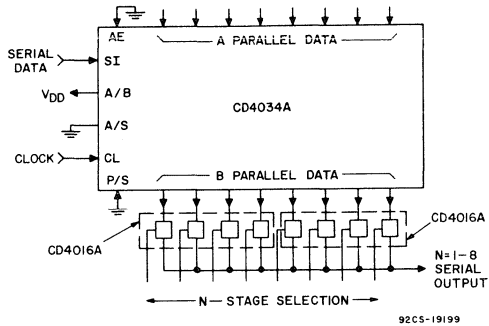 AE
A PARALLEL DATA
SERIAL
DATA
SI
VDD
A/B
CD4034A
A/S
CLOCK
CL
P/S
B PARALLEL DATA
CD4016A
CD4016A
N=1-8
SERIAL
OUTPUT
N-STAGE SELECTION
92CS-19199